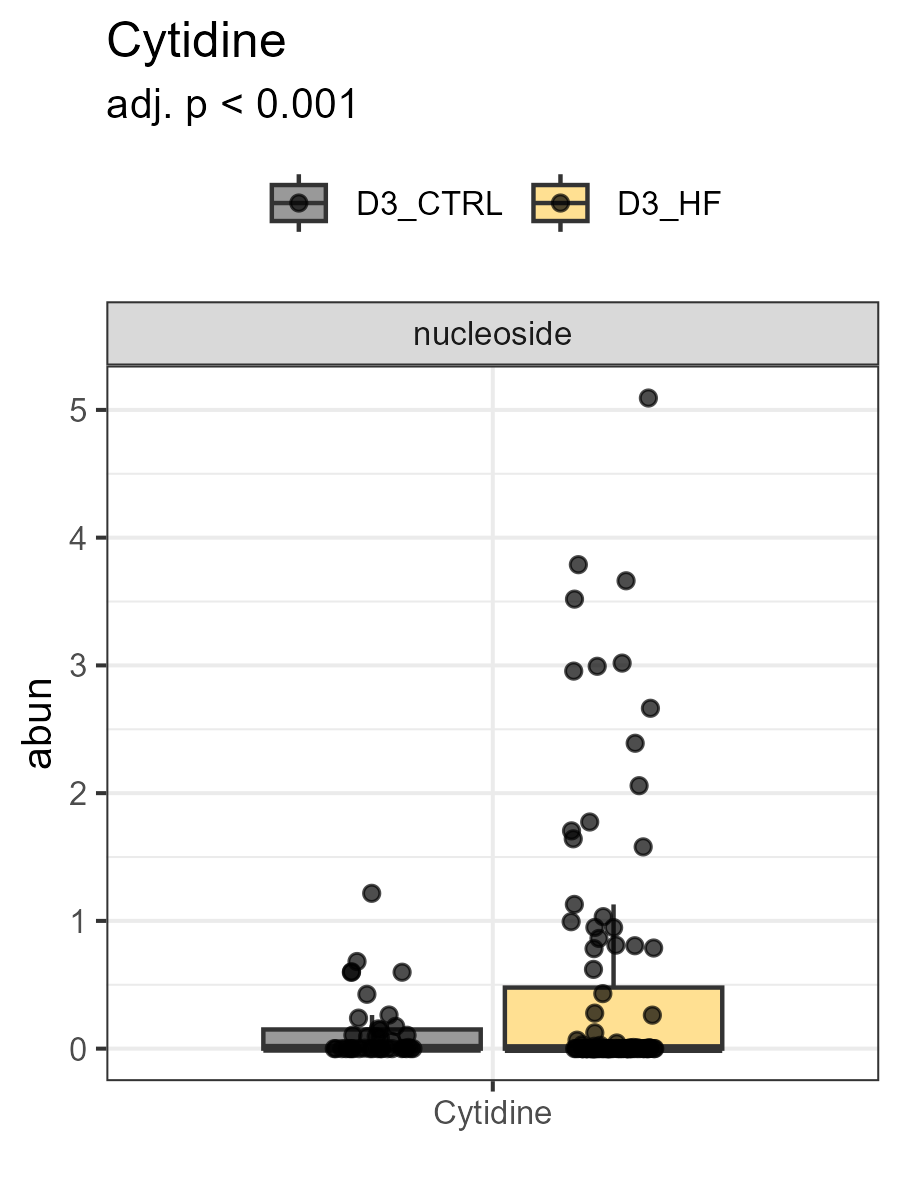 Cytidine
adj. p < 0.001
D3_CTRL D3_HF
nucleoside
5
4
3
2
1
0
abun
Cytidine